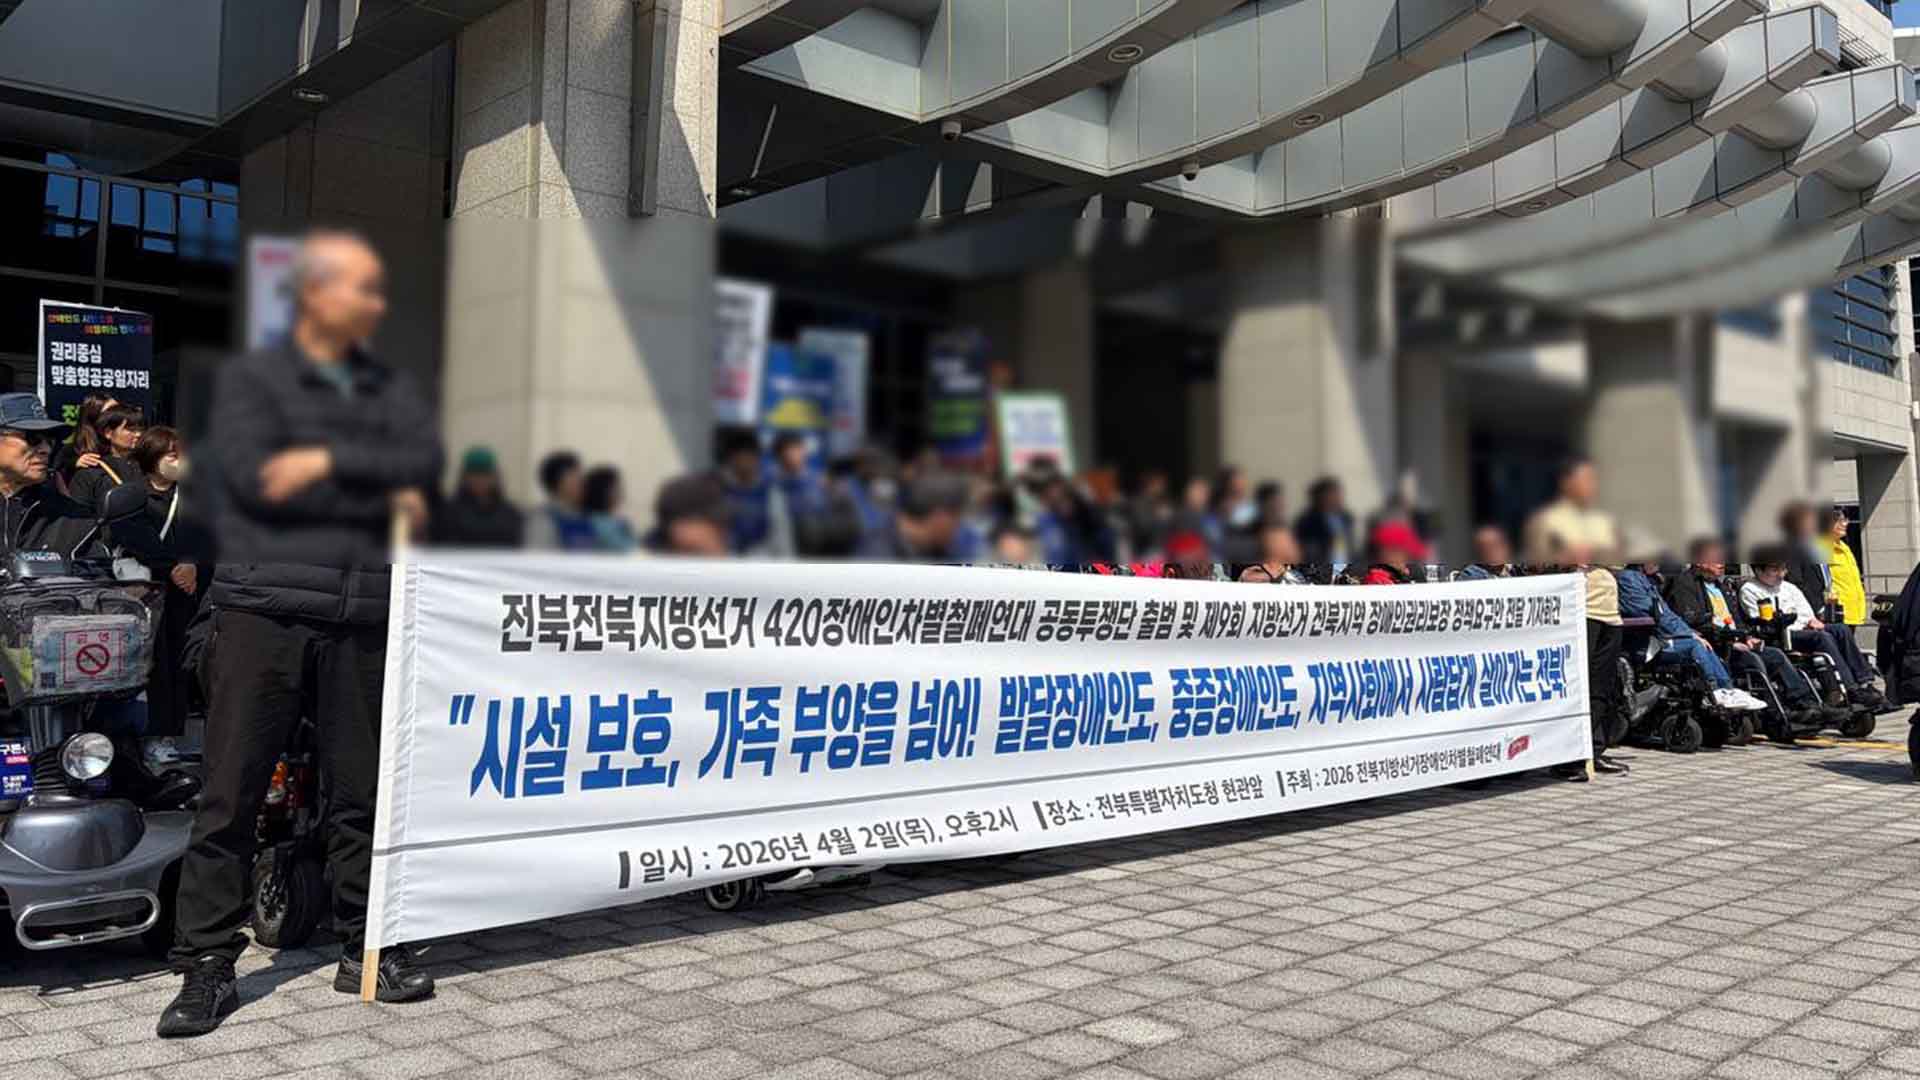 권리중심
맞춤형공공일자리
전북전북지방선거 420장애인차별철폐연대 공동투쟁단 출범 및 제9회 지방선거 전북지역 장애인권리보장 정책요구안 전달 기자회견
"시설 보호, 가족 부양을 넘어! 발달장애인도, 중증장애인도, 지역사회에서 사람답게 살아가는 전북!"
일시 : 2026년 4월 2일(목), 오후2시 장소 : 전북특별자치도청 현관앞 주최 : 2026 전북지방선거장애인차별철폐연대
금연